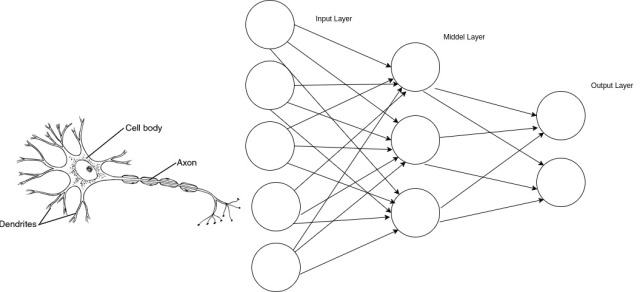 Input Layer
Middel Layer
Output Layer
Cell body
Axon
Dendrites